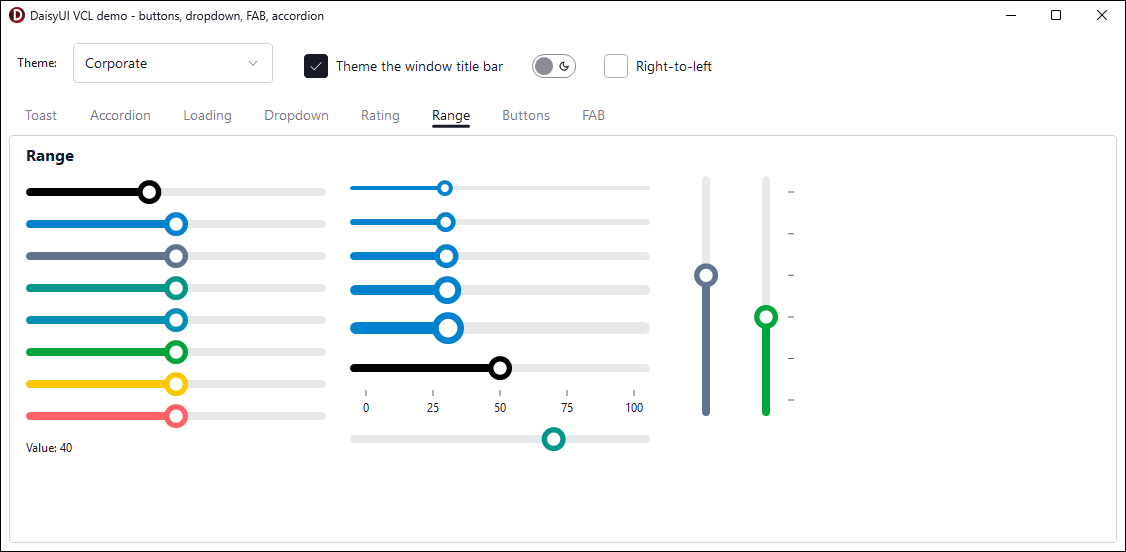 DaisyUI VCL demo - buttons, dropdown, FAB, accordion
Theme: Corporate Theme the window title bar Right-to-left
Toast Accordion Loading Dropdown Rating Range Buttons FAB
Range
0 25 50 75 100
Value: 40